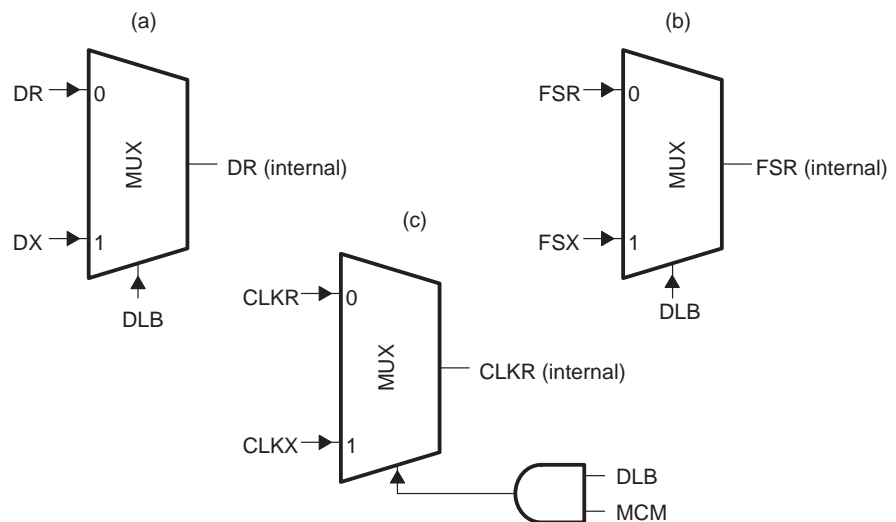 (a)
DR
0
MUX
DR (internal)
DX
1
DLB
(b)
FSR
0
MUX
FSR (internal)
FSX
1
DLB
(c)
CLKR
0
MUX
CLKR (internal)
CLKX
1
DLB
MCM